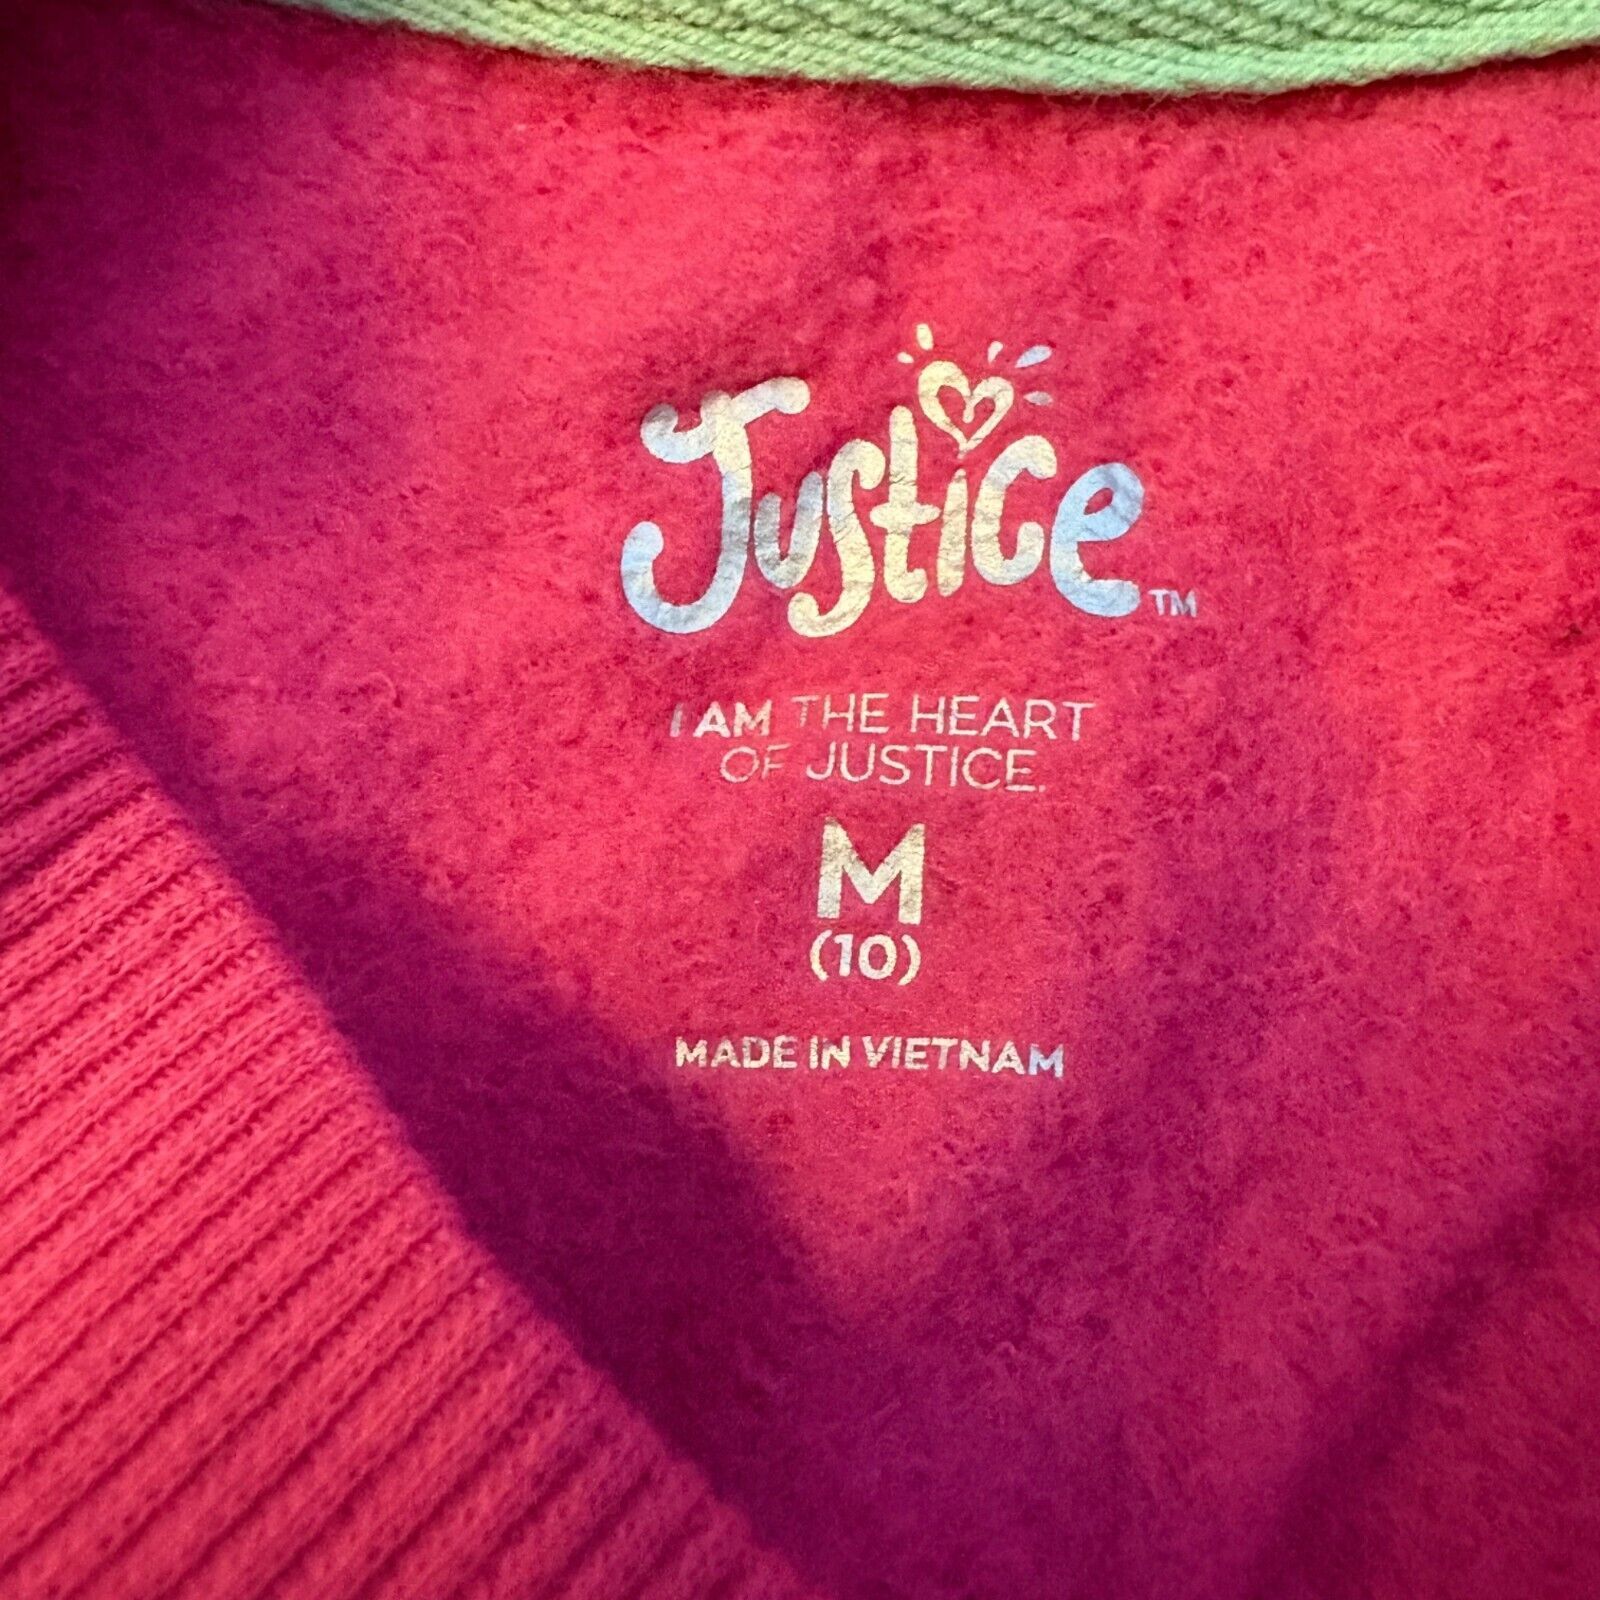 Justice™
I AM THE HEART
OF JUSTICE.
M
(10)
MADE IN VIETNAM